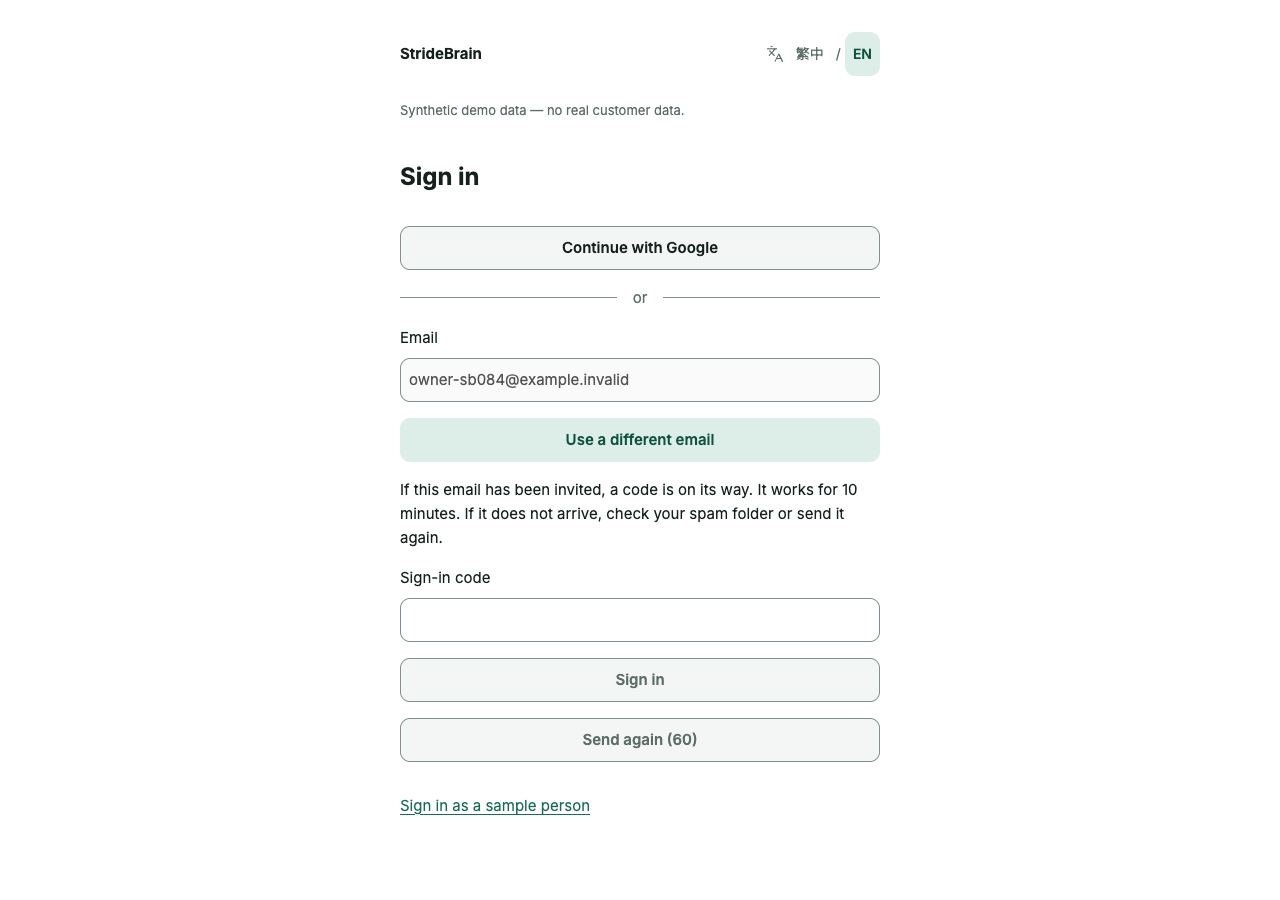 StrideBrain
繁中 / EN
Synthetic demo data — no real customer data.
Sign in
Continue with Google
or
Email
owner-sb084@example.invalid
Use a different email
If this email has been invited, a code is on its way. It works for 10
minutes. If it does not arrive, check your spam folder or send it
again.
Sign-in code
Sign in
Send again (60)
Sign in as a sample person